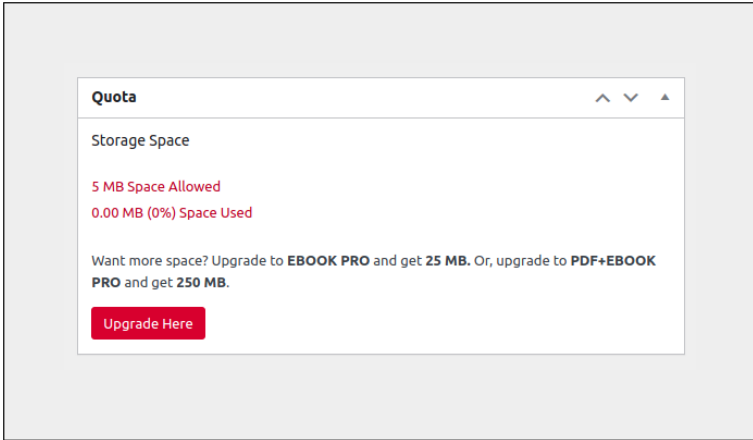 Quota
Storage Space
5 MB Space Allowed
0.00 MB (0%) Space Used
Want more space? Upgrade to EBOOK PRO and get 25 MB. Or, upgrade to PDF+EBOOK
PRO and get 250 MB.
Upgrade Here